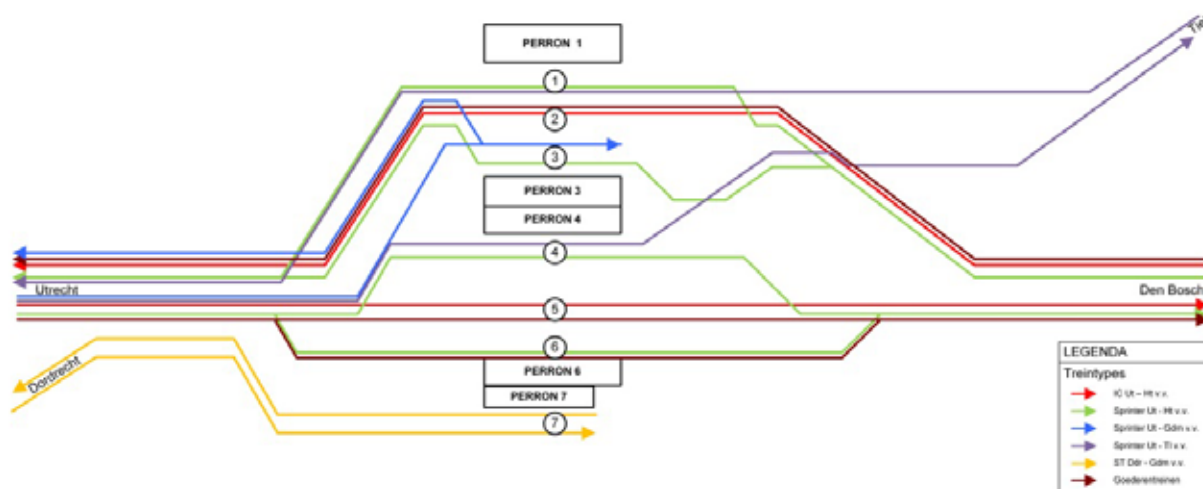 PERRON 1
Tie
1
2
3
PERRON 3
PERRON 4
4
Utrecht
Den Bosch
5
6
PERRON 6
PERRON 7
7
Dordrecht
LEGENDA
Treintypes
IC Ut – Ht v.v.
Sprinter Ut - Ht v.v.
Sprinter Ut - Gdm v.v.
Sprinter Ut - Tl v.v.
ST Ddr - Gdm v.v.
Goederentreinen